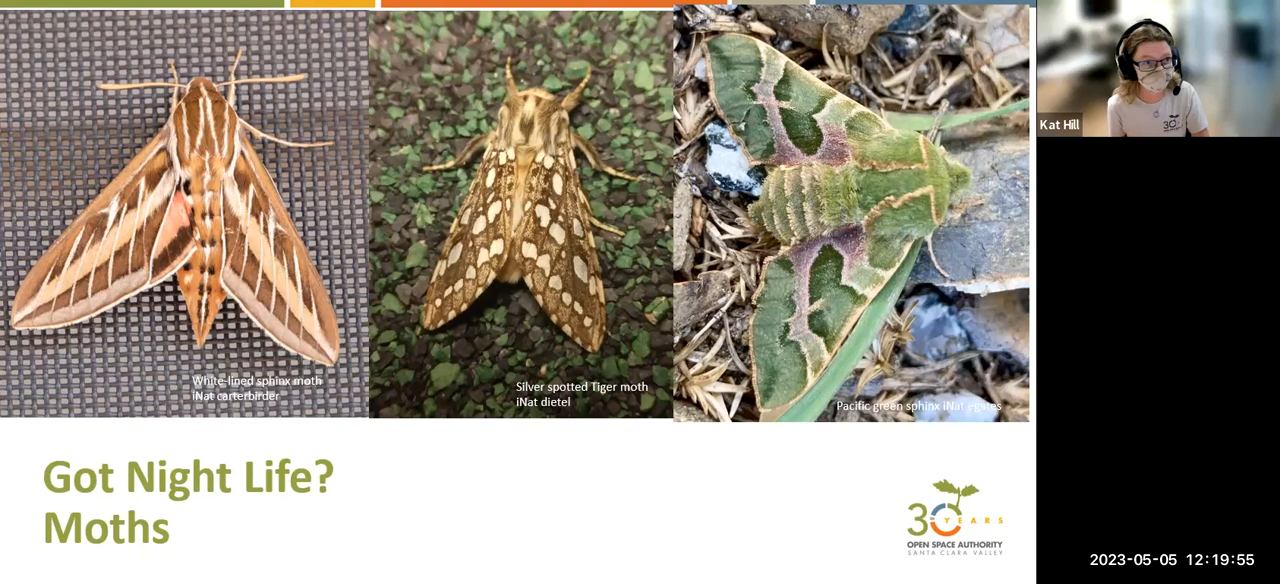 White-lined sphinx moth
iNat carterbirder
Silver spotted Tiger moth
iNat dietel
Pacific green sphinx iNat egates
Kat Hill
30
Got Night Life?
Moths
30
YEARS
OPEN SPACE AUTHORITY
SANTA CLARA VALLEY
2023-05-05 12:19:55